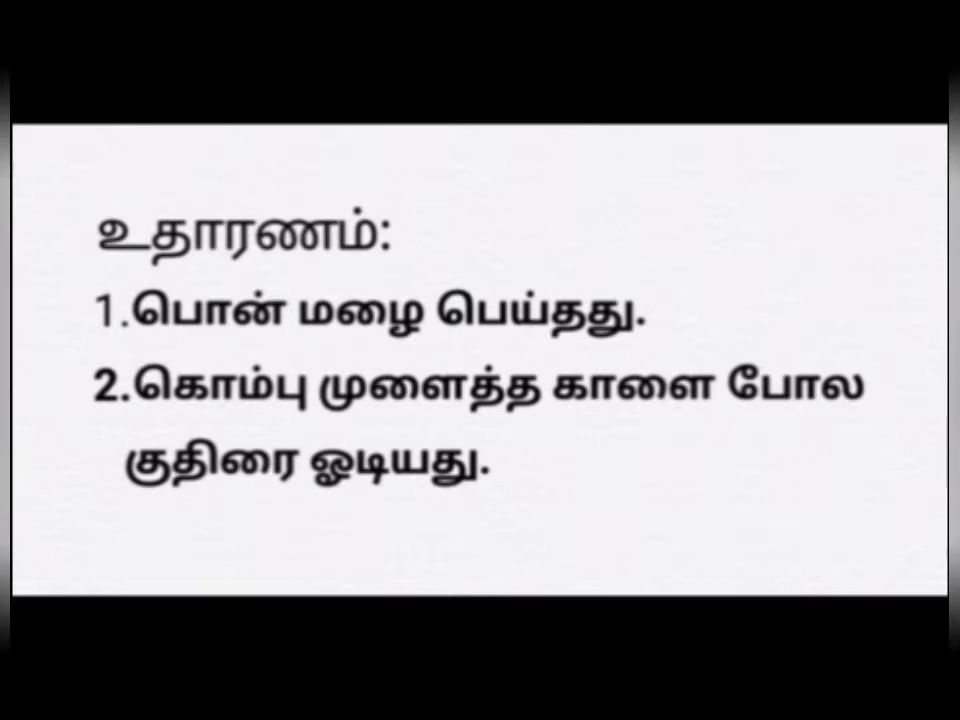 உதாரணம்:
1.பொன் மழை பெய்தது.
2.கொம்பு முளைத்த காளை போல
குதிரை ஓடியது.